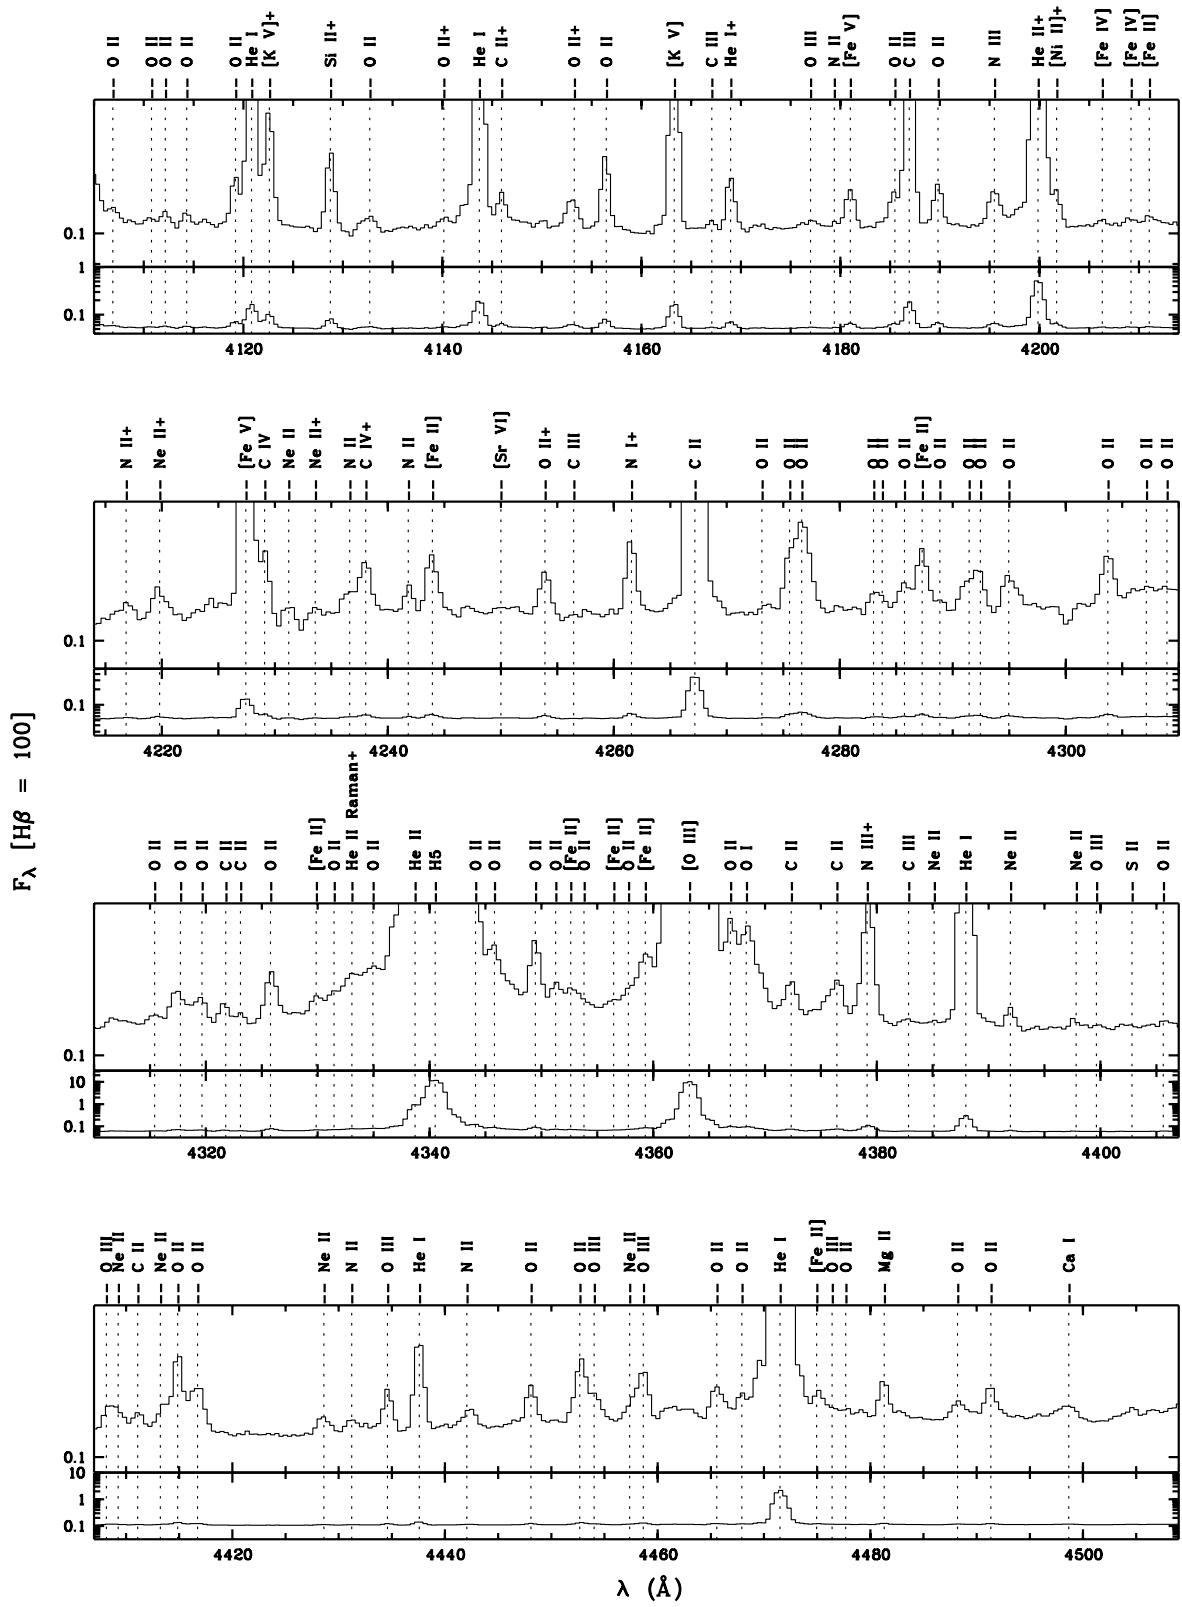 O II O II O II O II O II He I [K V]+ Si II+ O II O II+ He I C II+ O II+ O II [K V] C III He I+ O III N II [Fe V] O II C III O II N III He II+ [Ni II]+ [Fe IV] [Fe IV] [Fe II]
0.1
1
0.1
4120 4140 4160 4180 4200
N II+ Ne II+ [Fe V] C IV Ne II Ne II+ N II C IV+ N II [Fe II] [Sr VI] O II+ C III N I+ C II O II O II O II O II O II O II [Fe II] O II O II O II O II O II O II O II
0.1
0.1
4220 4240 4260 4280 4300
Fλ [Hβ = 100]
O II O II O II C II C II O II [Fe II] O II He II Raman+ O II He II H5 O II O II O II O II [Fe II] O II [Fe II] O II [Fe II] [O III] O II O I C II C II N III+ C III Ne II He I Ne II Ne II O III S II O II
0.1
10
1
0.1
4320 4340 4360 4380 4400
O III Ne II C II Ne II O II O II Ne II N II O III He I N II O II O II O III Ne II O III O II O II He I [Fe II] O III O II Mg II O II O II Ca I
0.1
10
1
0.1
4420 4440 4460 4480 4500
λ (Å)